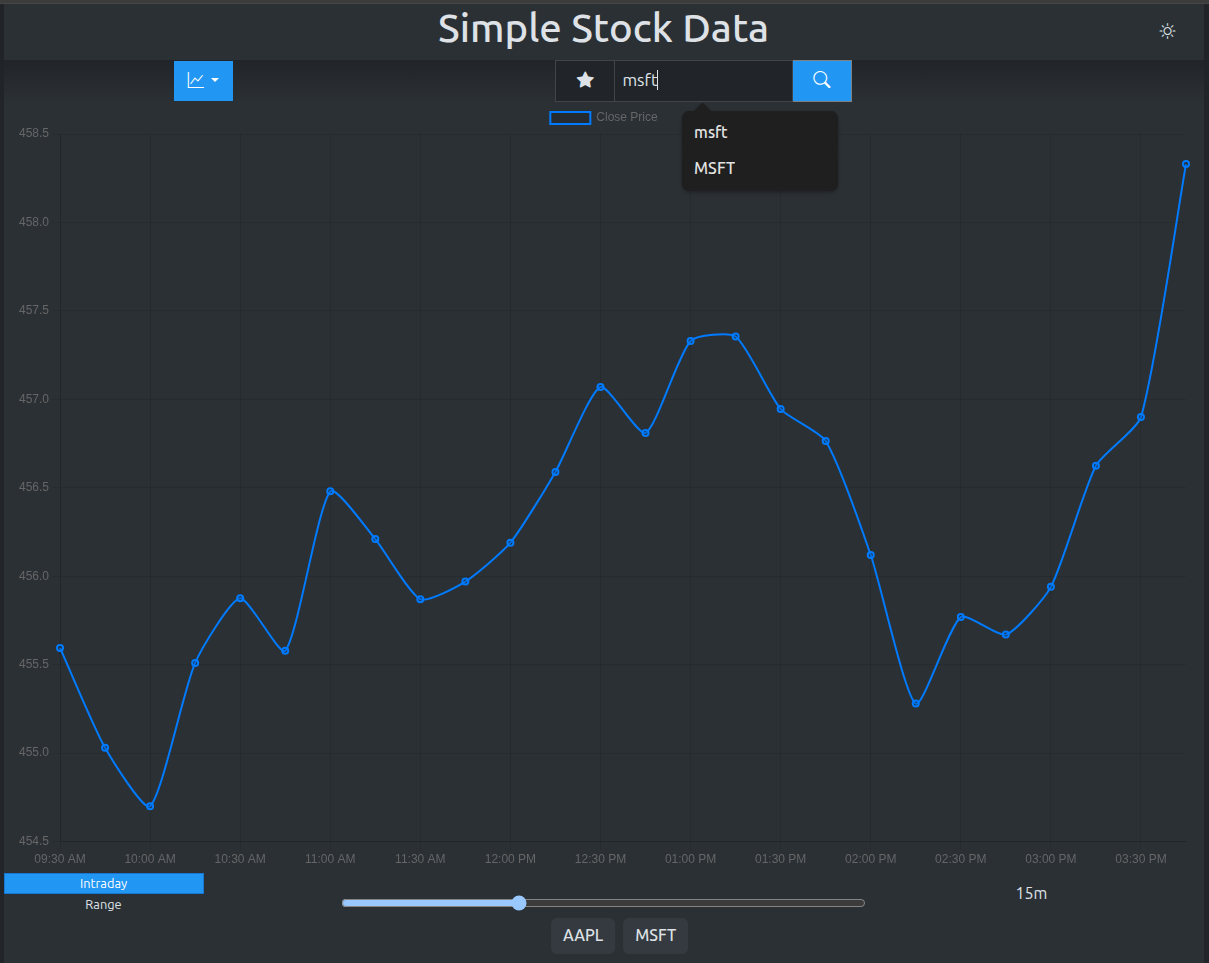 Simple Stock Data
msft
Close Price
msft
MSFT
458.5
458.0
457.5
457.0
456.5
456.0
455.5
455.0
454.5
09:30 AM 10:00 AM 10:30 AM 11:00 AM 11:30 AM 12:00 PM 12:30 PM 01:00 PM 01:30 PM 02:00 PM 02:30 PM 03:00 PM 03:30 PM
Intraday
Range
15m
AAPL MSFT